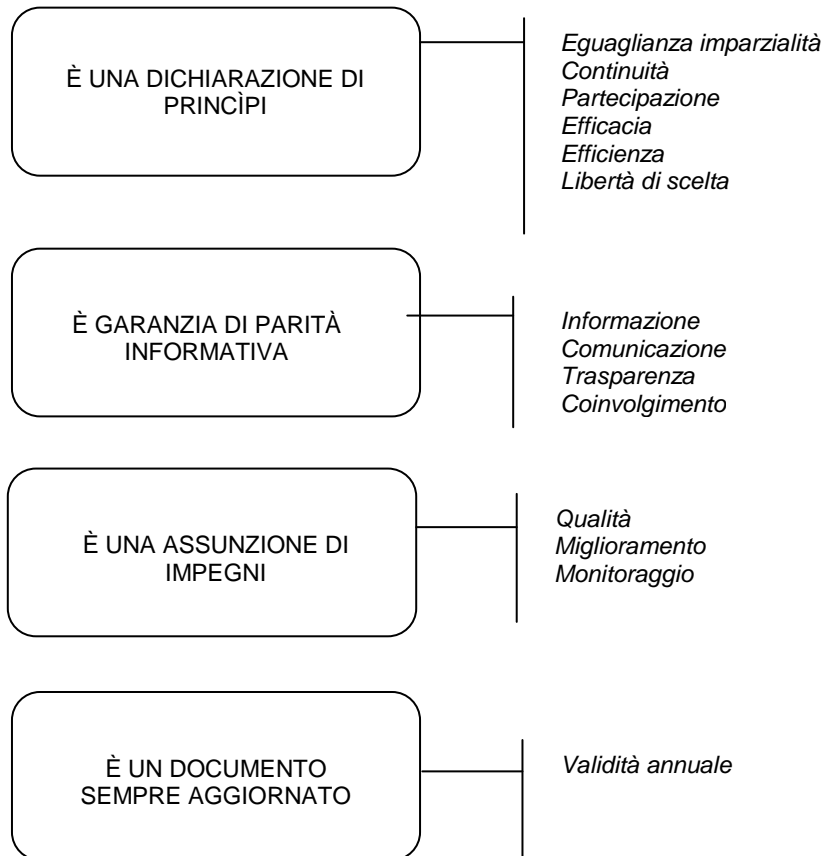 È UNA DICHIARAZIONE DI
PRINCÌPI
Eguaglianza imparzialità
Continuità
Partecipazione
Efficacia
Efficienza
Libertà di scelta
È GARANZIA DI PARITÀ
INFORMATIVA
Informazione
Comunicazione
Trasparenza
Coinvolgimento
È UNA ASSUNZIONE DI
IMPEGNI
Qualità
Miglioramento
Monitoraggio
È UN DOCUMENTO
SEMPRE AGGIORNATO
Validità annuale